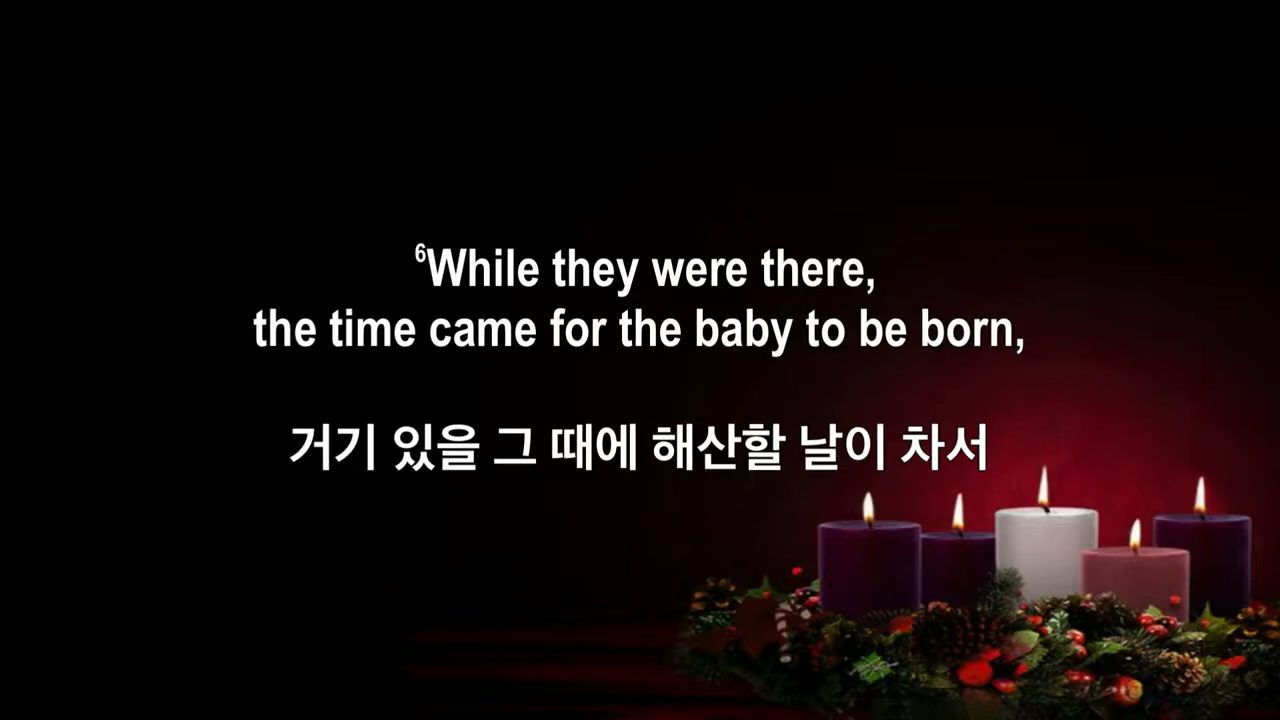 ⁶While they were there,
the time came for the baby to be born,
거기 있을 그 때에 해산할 날이 차서